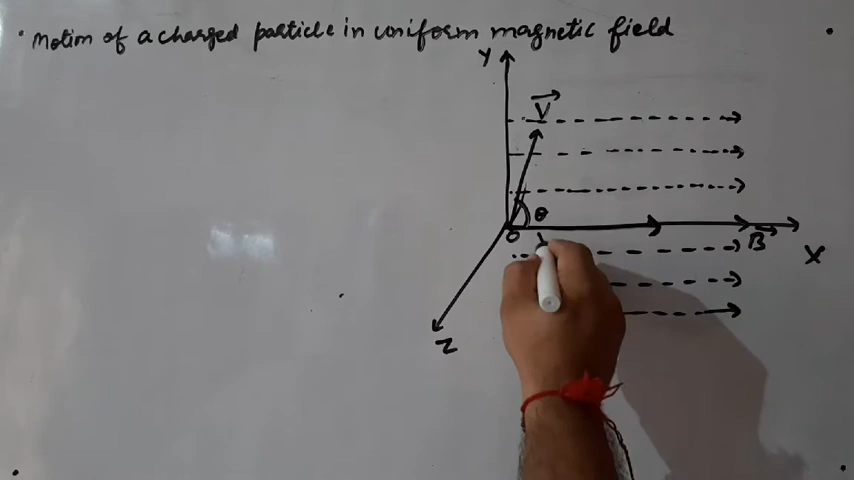 Motion of a charged particle in uniform magnetic field
Y
V
θ
O
B
X
Z